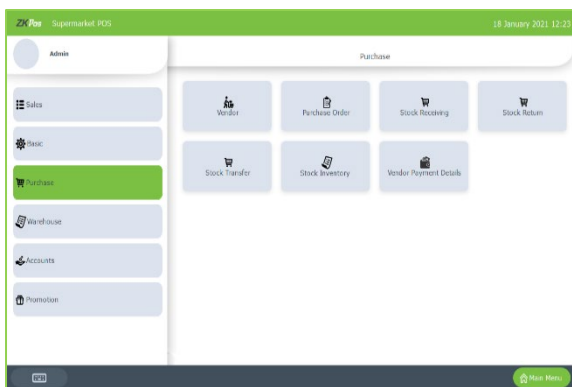 ZKPos Supermarket POS 18 January 2021 12:23
Admin
Purchase
Sales
Basic
Purchase
Warehouse
Accounts
Promotion
Vendor Purchase Order Stock Receiving Stock Return
Stock Transfer Stock Inventory Vendor Payment Details
Main Menu